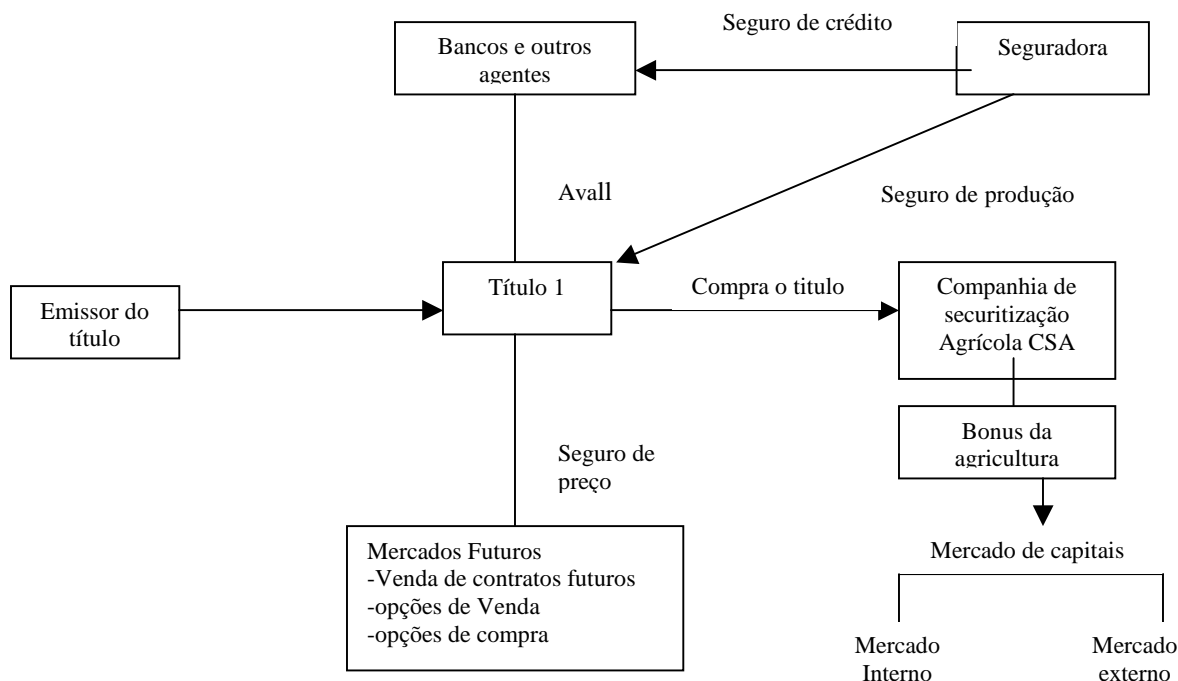 Seguro de crédito
Bancos e outros
agentes
Seguradora
Avall
Seguro de produção
Emissor do
título
Título 1
Compra o titulo
Companhia de
securitização
Agrícola CSA
Bonus da
agricultura
Seguro de
preço
Mercados Futuros
-Venda de contratos futuros
-opções de Venda
-opções de compra
Mercado de capitais
Mercado
Interno
Mercado
externo